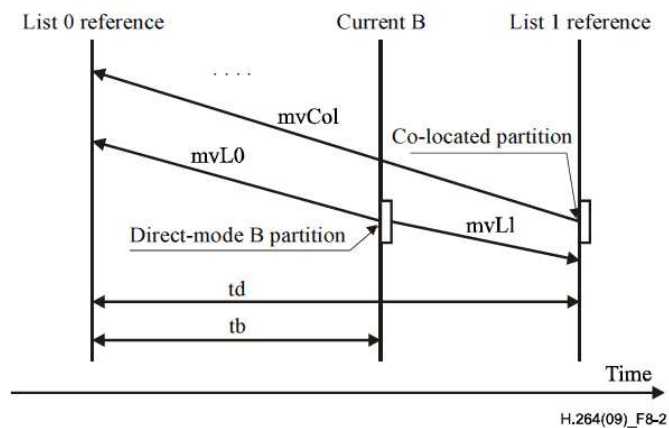 List 0 reference Current B List 1 reference
. . . .
mvCol
Co-located partition
mvL0
Direct-mode B partition
mvLl
td
tb
Time
H.264(09)_F8-2